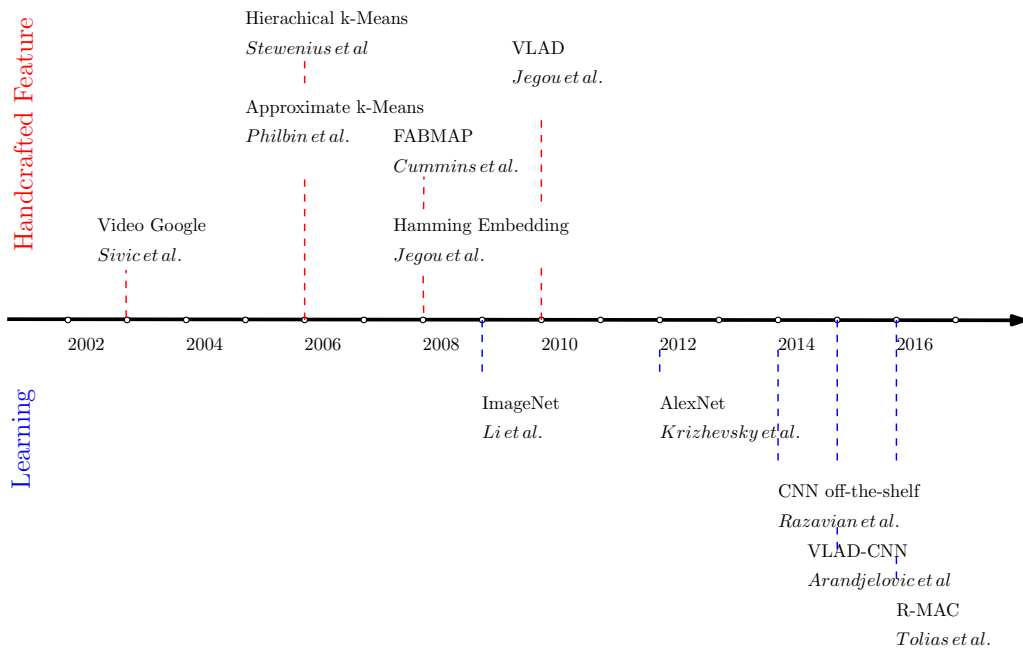 Handcrafted Feature
Hierachical k-Means
Stewenius et al
VLAD
Jegou et al.
Approximate k-Means
Philbin et al.
FABMAP
Cummins et al.
Video Google
Sivic et al.
Hamming Embedding
Jegou et al.
2002 2004 2006 2008 2010 2012 2014 2016
Learning
ImageNet
Li et al.
AlexNet
Krizhevsky et al.
CNN off-the-shelf
Razavian et al.
VLAD-CNN
Arandjelovic et al
R-MAC
Tolias et al.